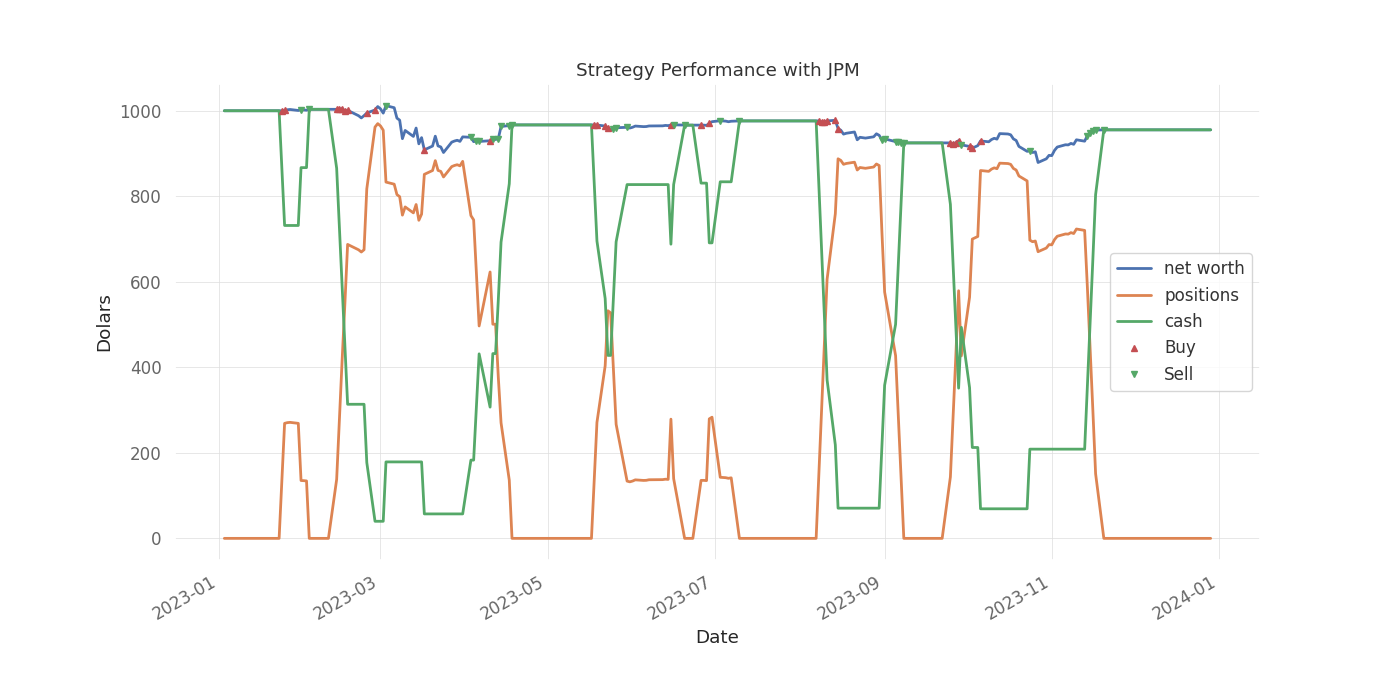 Strategy Performance with JPM
1000
800
600
400
200
0
Dolars
net worth
positions
cash
Buy
Sell
2023-01
2023-03
2023-05
2023-07
2023-09
2023-11
2024-01
Date